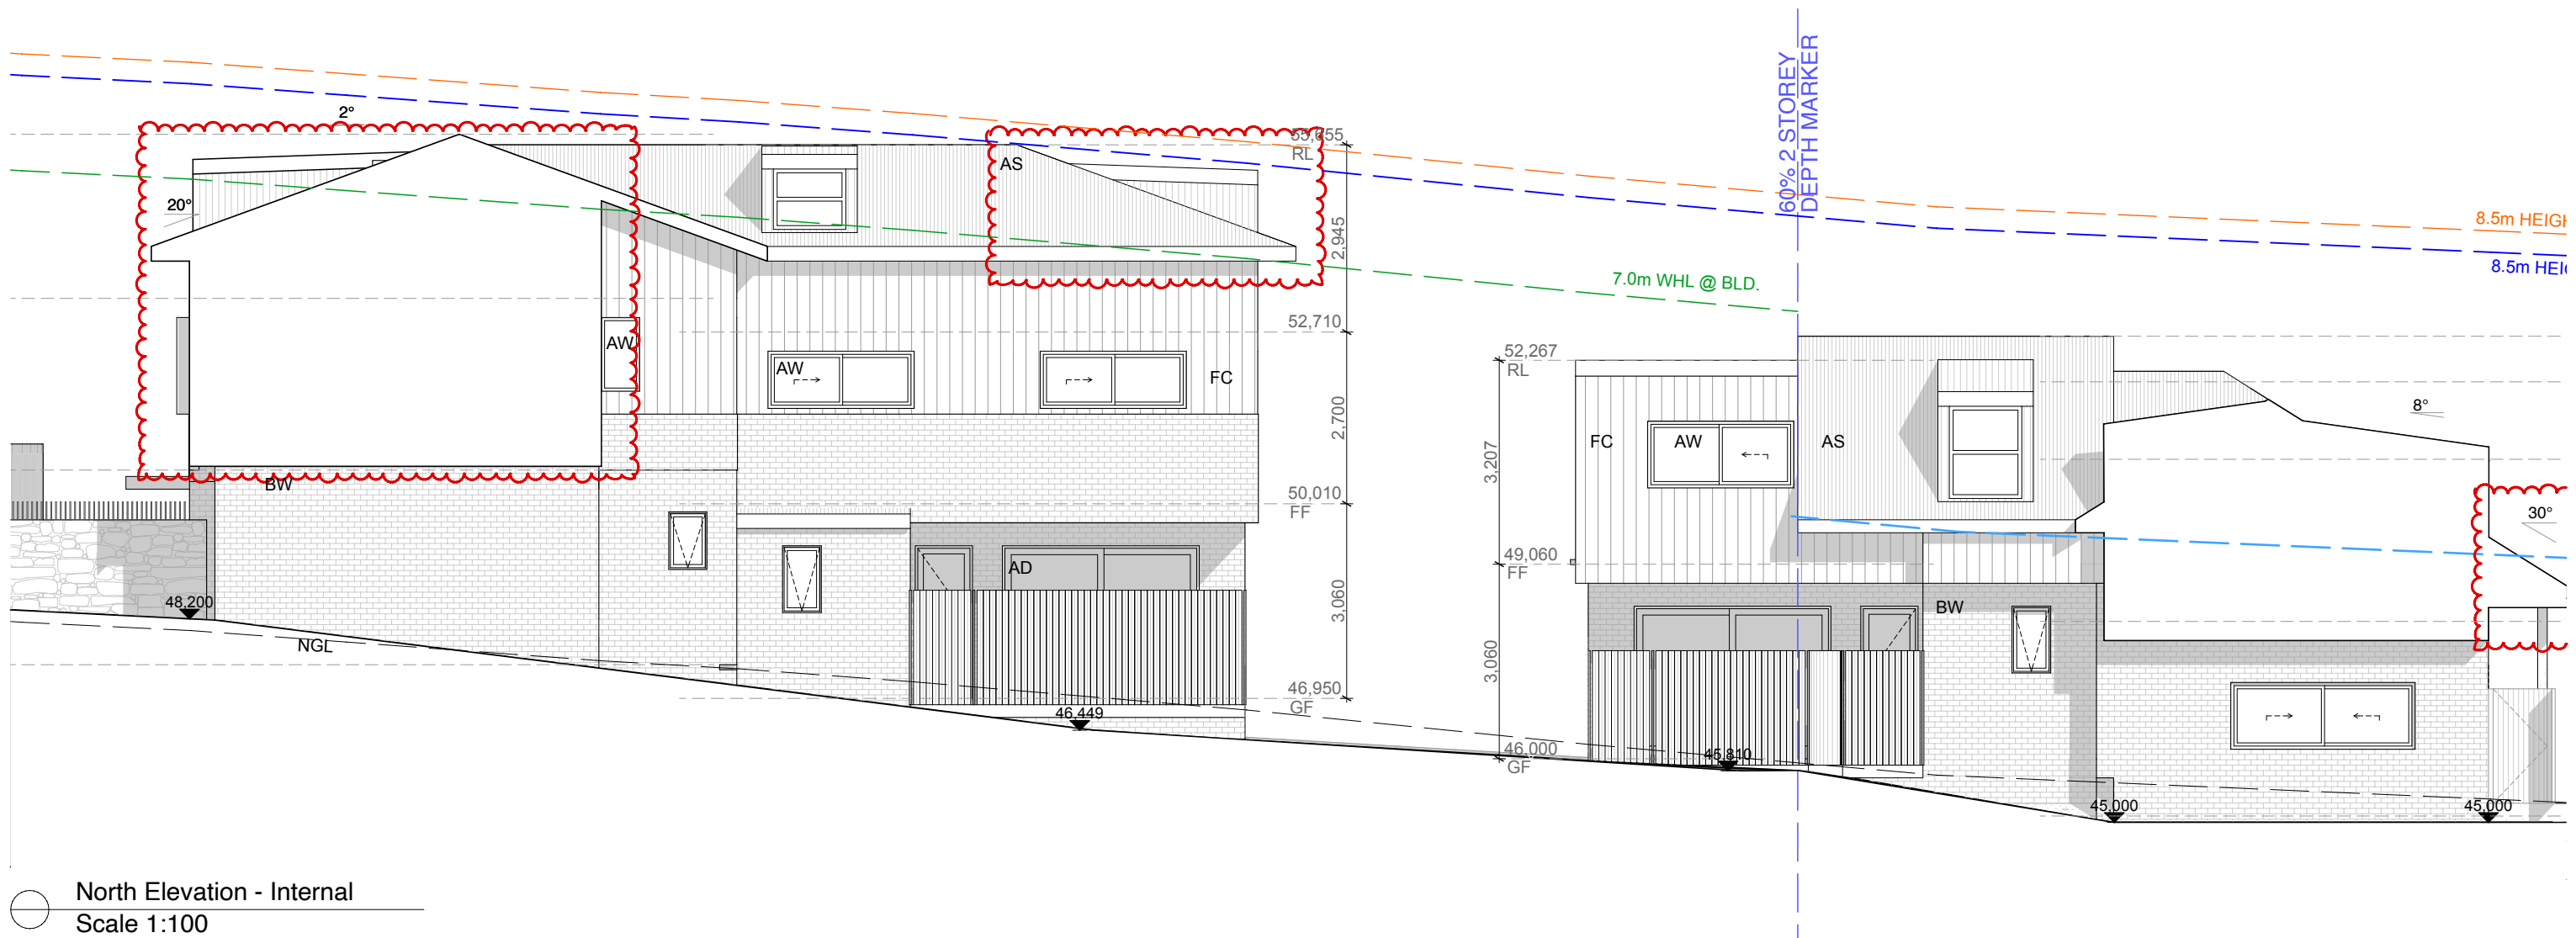 60% 2 STOREY
DEPTH MARKER
2°
55,655
RL
AS
20°
8.5m HEIGH
2,945
8.5m HEIG
7.0m WHL @ BLD.
52,710
AW
AW
FC
52,267
RL
8°
2,700
FC
AW
AS
3,207
BW
50,010
FF
30°
49,060
FF
AD
48,200
3,060
BW
NGL
3,060
46,950
GF
46,449
46,000
GF
45,810
45,000
45,000
North Elevation - Internal
Scale 1:100